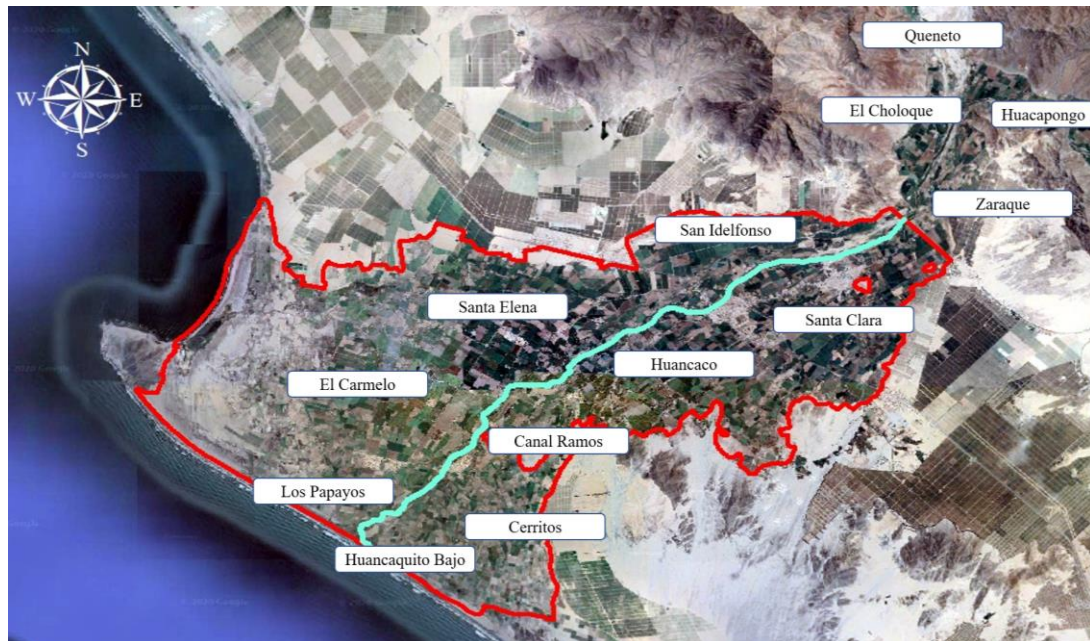 Queneto
N
W E
S
El Choloque
Huacapongo
Zaraque
San Idelfonso
Santa Elena
Santa Clara
Huancaco
El Carmelo
Canal Ramos
Los Papayos
Cerritos
Huancaquito Bajo